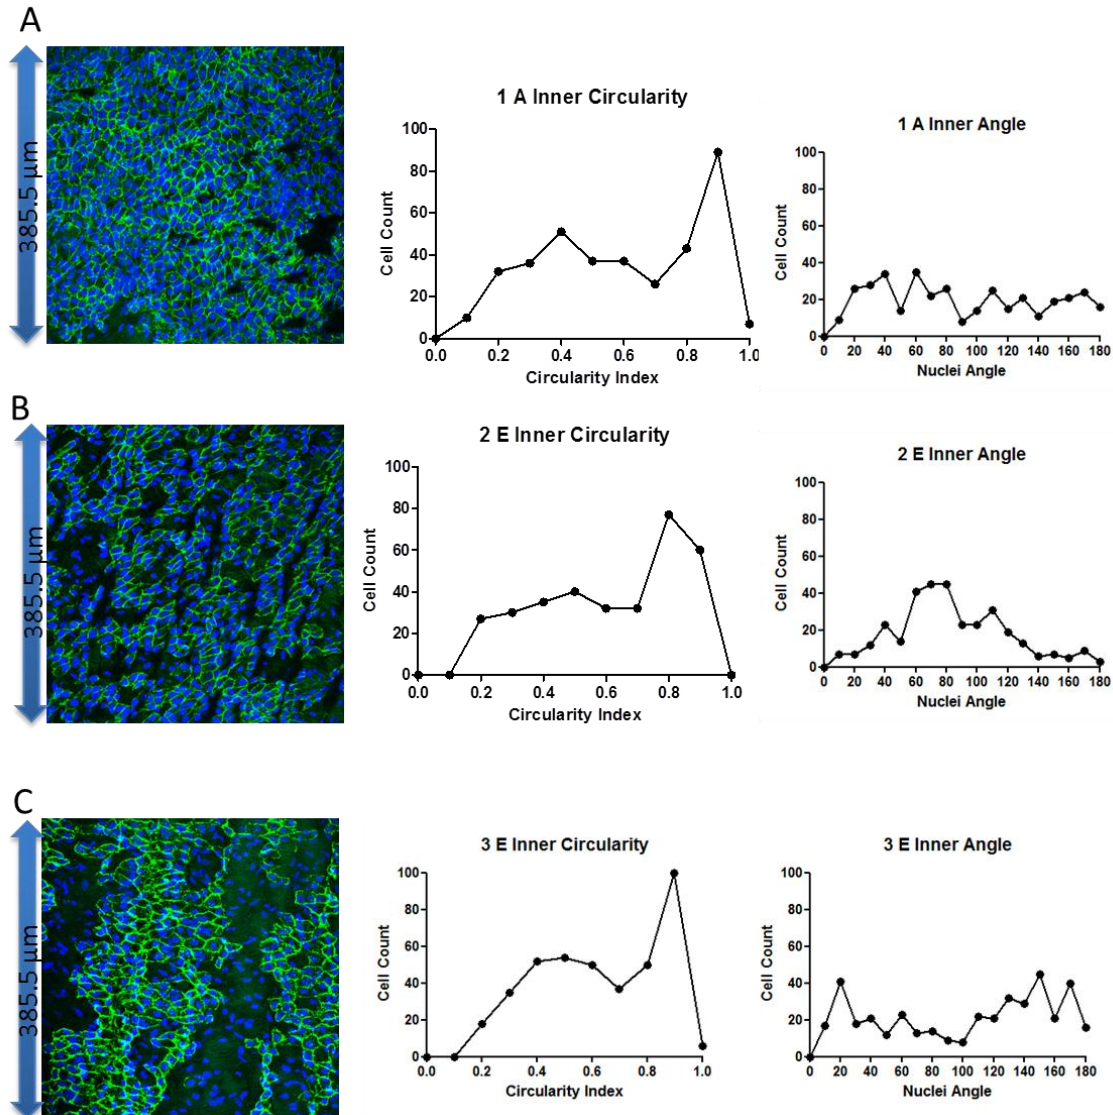 A
385.5 µm
1 A Inner Circularity
Cell Count
100
80
60
40
20
0
0.0 0.2 0.4 0.6 0.8 1.0
Circularity Index
1 A Inner Angle
Cell Count
100
80
60
40
20
0
0 20 40 60 80 100 120 140 160 180
Nuclei Angle
B
385.5 µm
2 E Inner Circularity
Cell Count
100
80
60
40
20
0
0.0 0.2 0.4 0.6 0.8 1.0
Circularity Index
2 E Inner Angle
Cell Count
100
80
60
40
20
0
0 20 40 60 80 100 120 140 160 180
Nuclei Angle
C
385.5 µm
3 E Inner Circularity
Cell Count
100
80
60
40
20
0
0.0 0.2 0.4 0.6 0.8 1.0
Circularity Index
3 E Inner Angle
Cell Count
100
80
60
40
20
0
0 20 40 60 80 100 120 140 160 180
Nuclei Angle